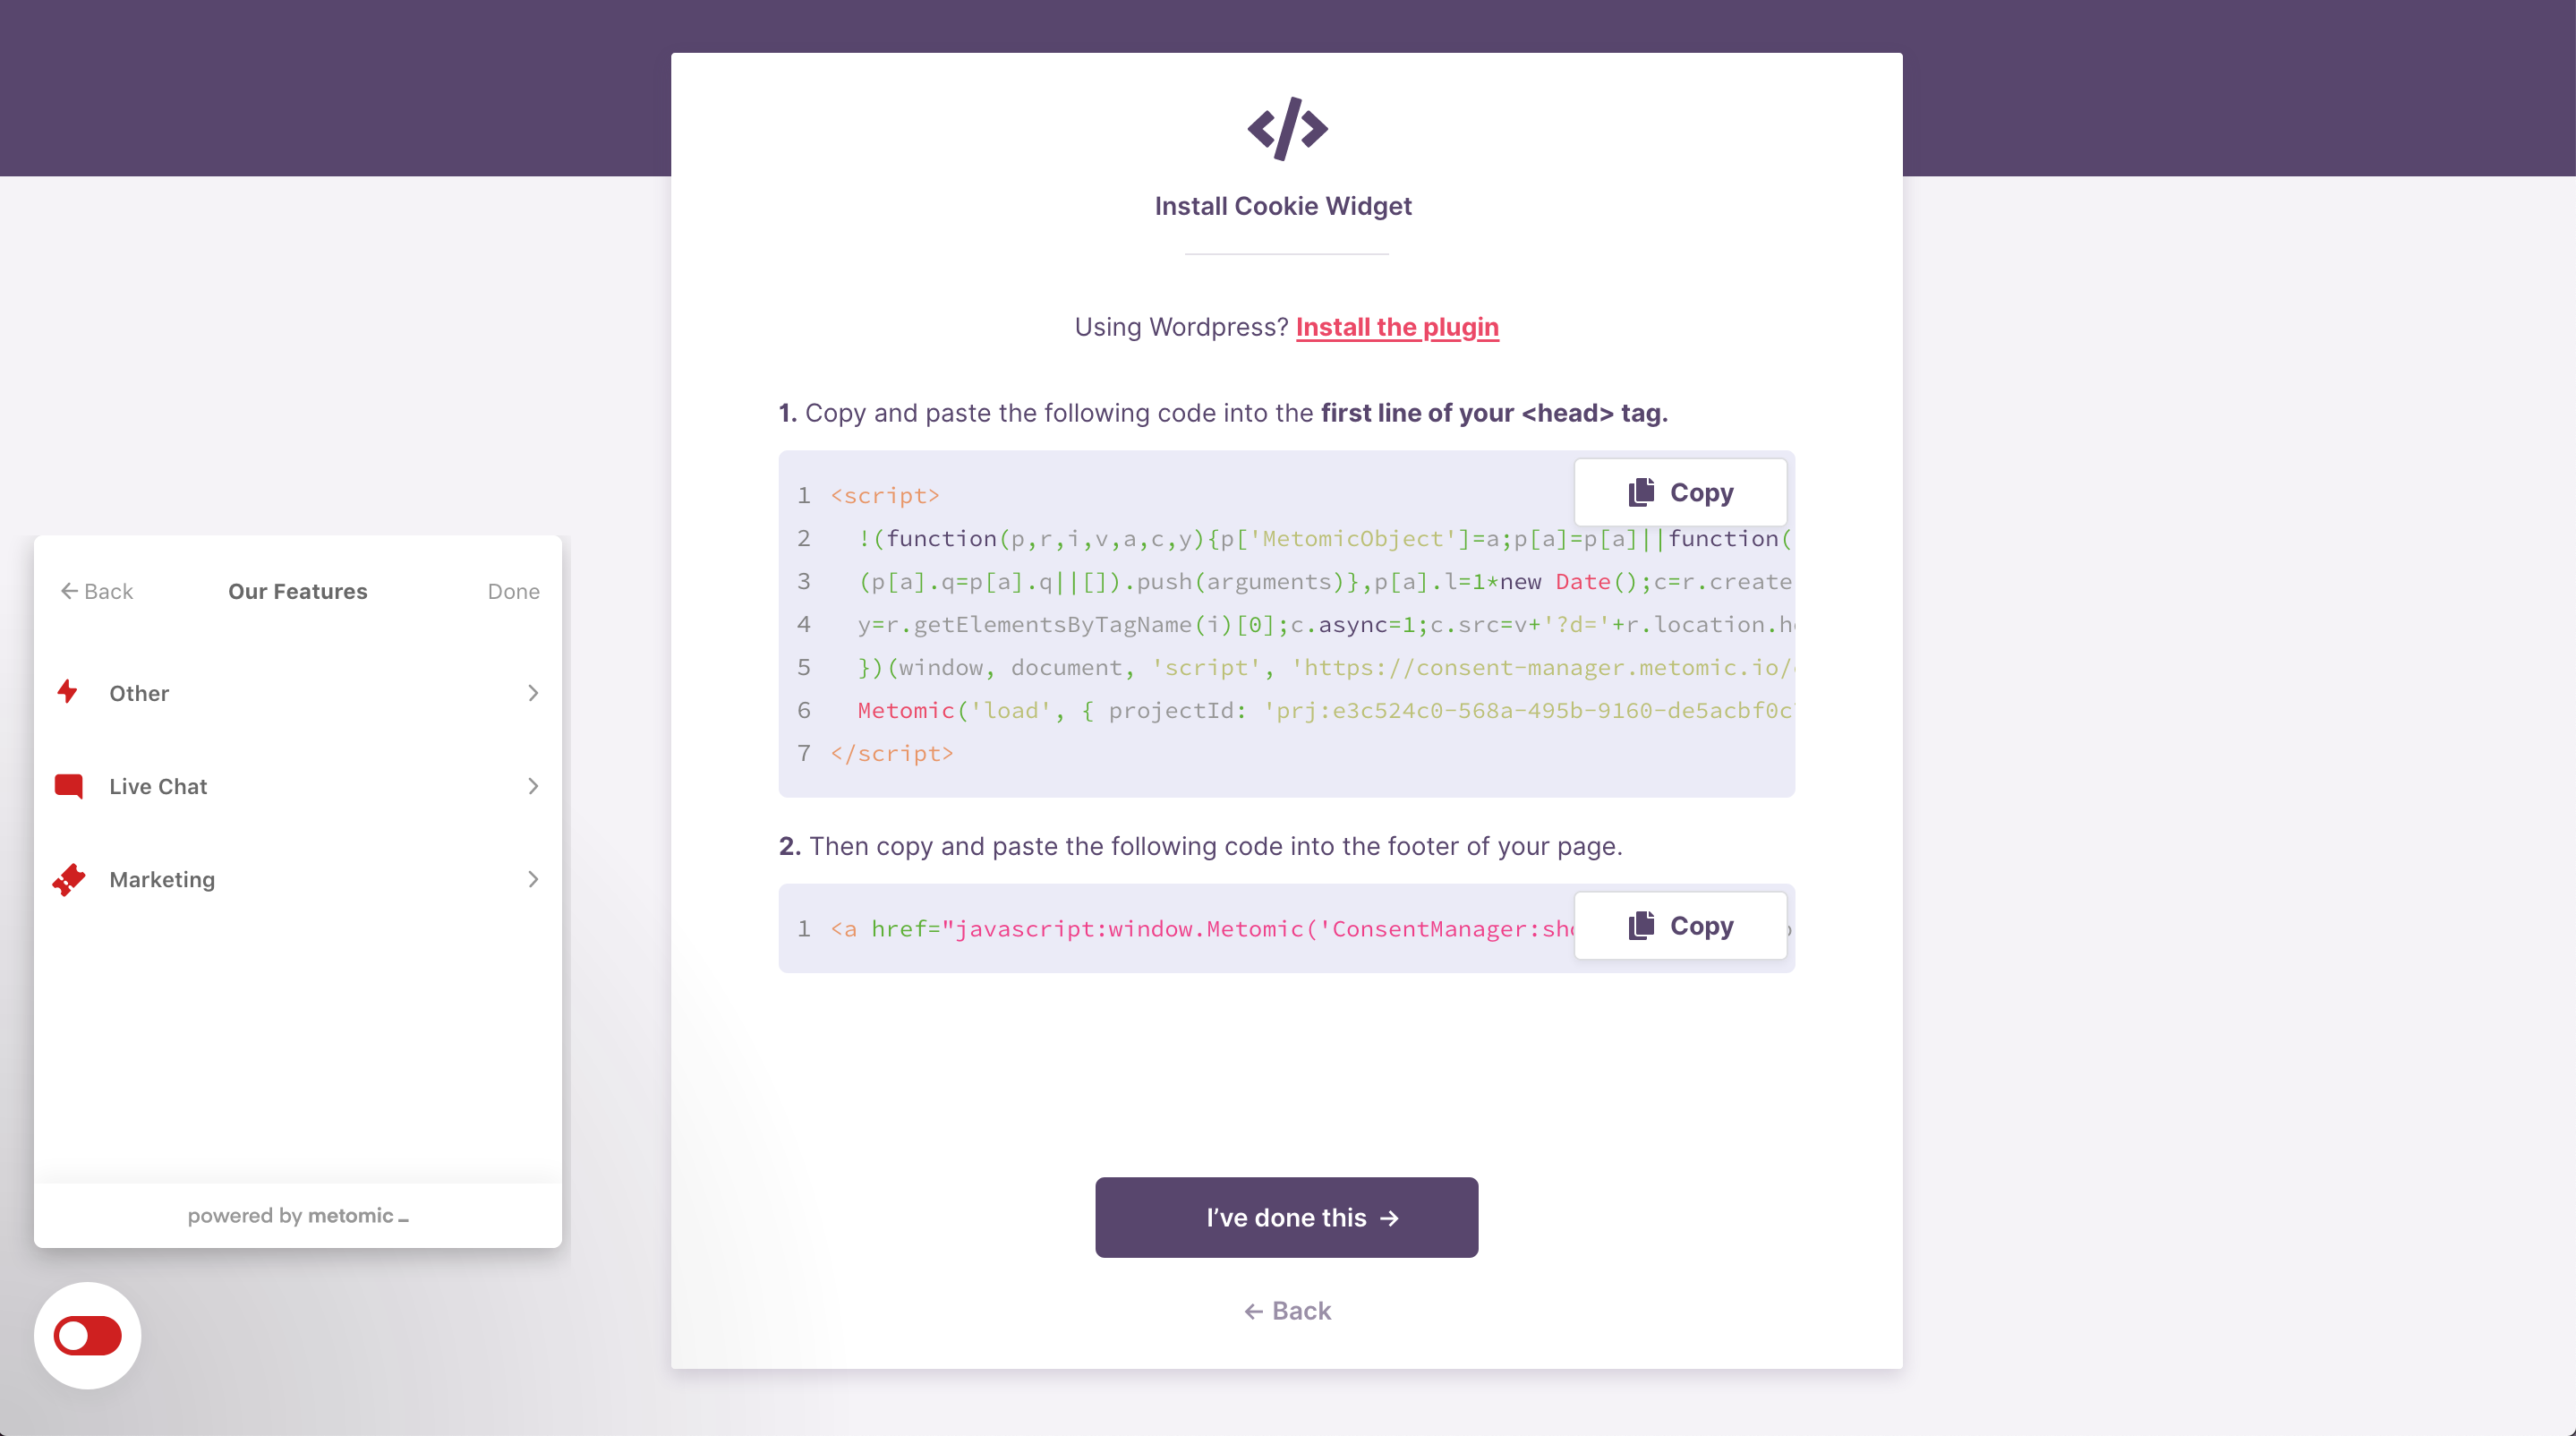 </>
Install Cookie Widget
Using Wordpress? Install the plugin
1. Copy and paste the following code into the first line of your <head> tag.
Copy
1 <script>
2 !(function(p,r,i,v,a,c,y){p['MetomicObject']=a;p[a]=p[a]||function(
3 (p[a].q=p[a].q||[]).push(arguments)},p[a].l=1*new Date();c=r.create
4 y=r.getElementsByTagName(i)[0];c.async=1;c.src=v+'?d='+r.location.h
5 })(window, document, 'script', 'https://consent-manager.metomic.io/
6 Metomic('load', { projectId: 'prj:e3c524c0-568a-495b-9160-de5acbf0c
7 </script>
2. Then copy and paste the following code into the footer of your page.
Copy
1 <a href="javascript:window.Metomic('ConsentManager:sh
I’ve done this →
← Back
← Back Our Features Done
Other
Live Chat
Marketing
powered by metomic_